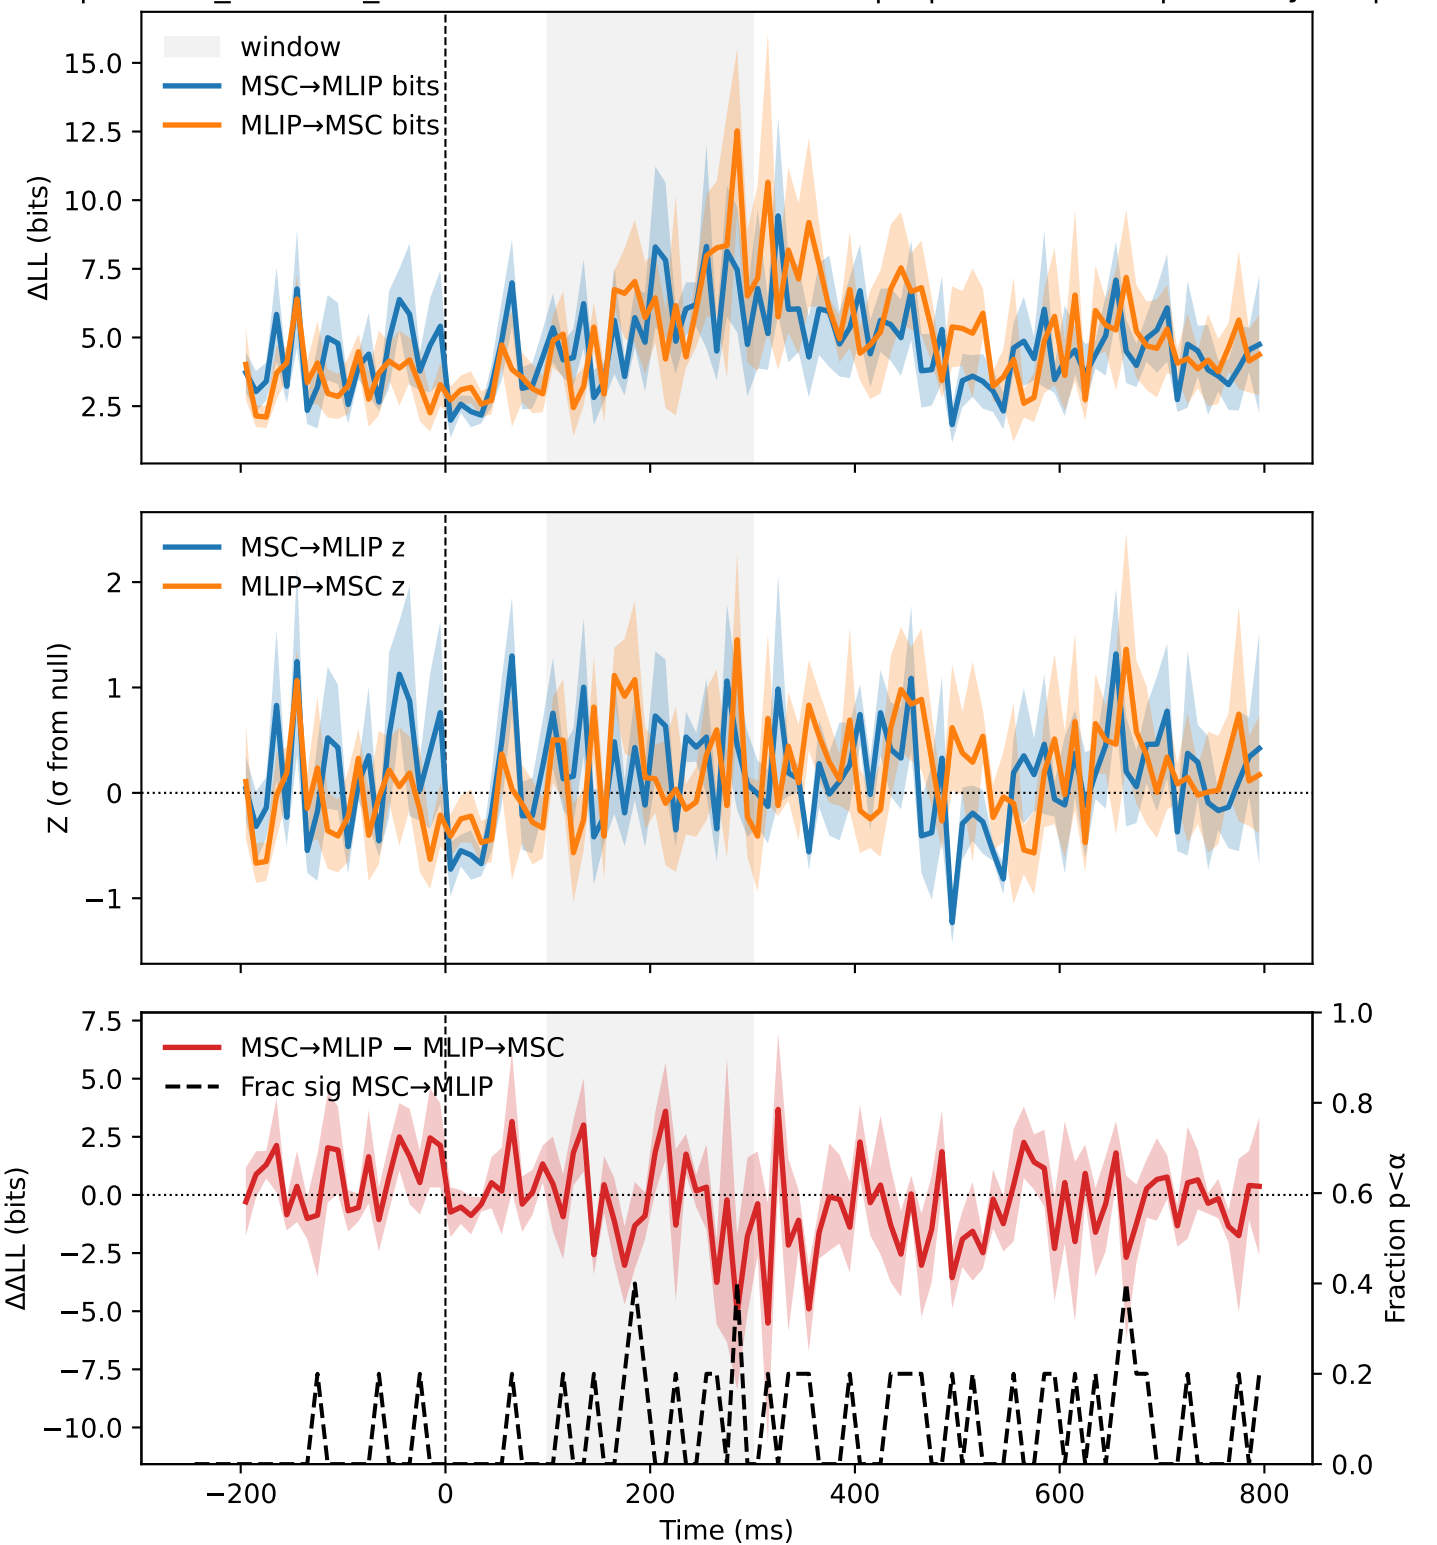 window
MSC→MLIP bits
MLIP→MSC bits
ΔLL (bits)
15.0
12.5
10.0
7.5
5.0
2.5
MSC→MLIP z
MLIP→MSC z
Z (σ from null)
2
1
0
−1
MSC→MLIP − MLIP→MSC
Frac sig MSC→MLIP
ΔΔLL (bits)
7.5
5.0
2.5
0.0
−2.5
−5.0
−7.5
−10.0
1.0
0.8
0.6
0.4
0.2
0.0
Fraction p<α
−200
0
200
400
600
800
Time (ms)